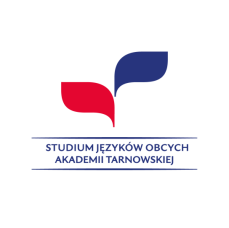 STUDIUM JĘZYKÓW OBCYCH
AKADEMII TARNOWSKIEJ